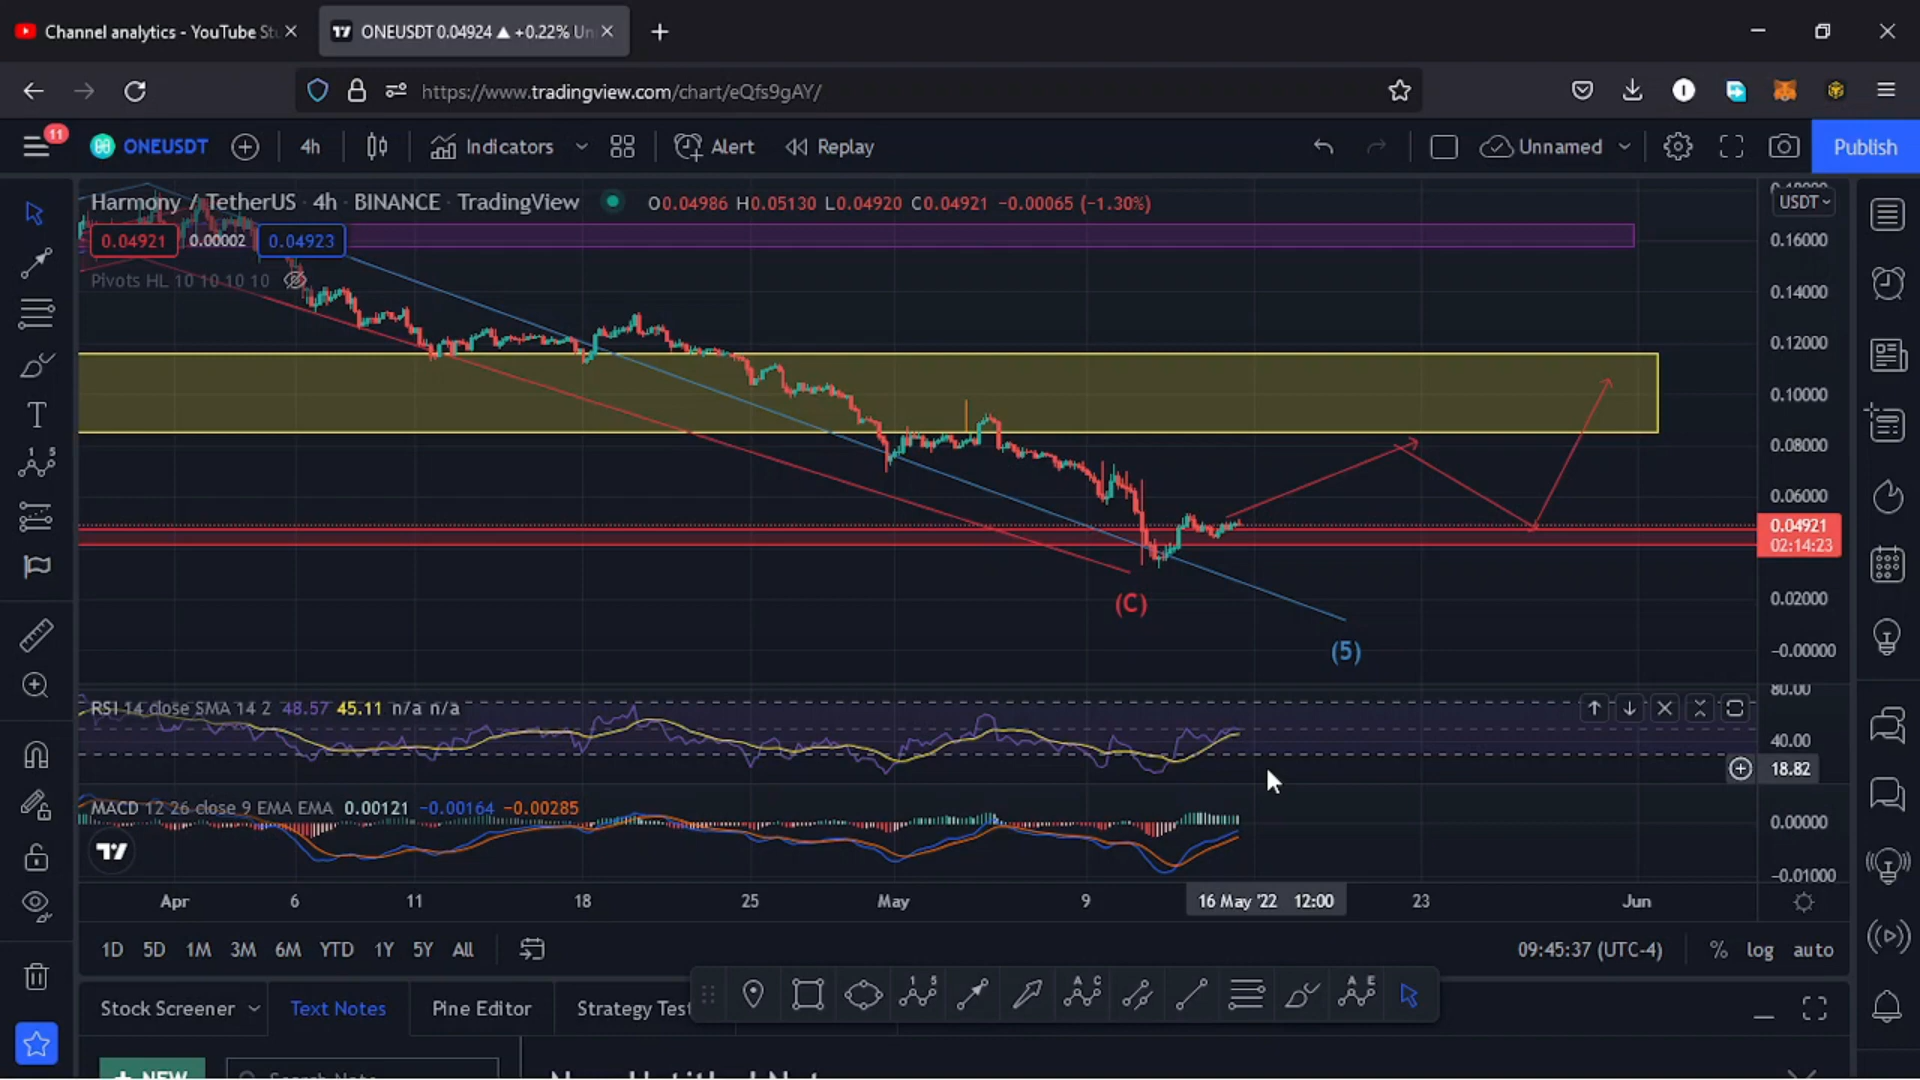 Channel analytics - YouTube St
ONEUSDT 0.04924 ▲ +0.22% Un
https://www.tradingview.com/chart/eQfs9gAY/
11
ONEUSDT
4h
Indicators
Alert
Replay
Unnamed
Publish
Harmony / TetherUS · 4h · BINANCE · TradingView
O0.04986 H0.05130 L0.04920 C0.04921 −0.00065 (−1.30%)
USDT
0.04921
0.00002
0.04923
Pivots HL 10 10 10 10
0.16000
0.14000
0.12000
0.10000
0.08000
0.06000
0.04921
02:14:23
0.02000
−0.00000
(C)
(5)
RSI 14 close SMA 14 2 48.57 45.11 n/a n/a
80.00
40.00
18.82
MACD 12 26 close 9 EMA EMA 0.00121 −0.00164 −0.00285
0.00000
−0.01000
Apr
6
11
18
25
May
9
16 May '22 12:00
23
Jun
1D
5D
1M
3M
6M
YTD
1Y
5Y
All
09:45:37 (UTC-4)
%
log
auto
Stock Screener
Text Notes
Pine Editor
Strategy Test
+ NEW
Search Note